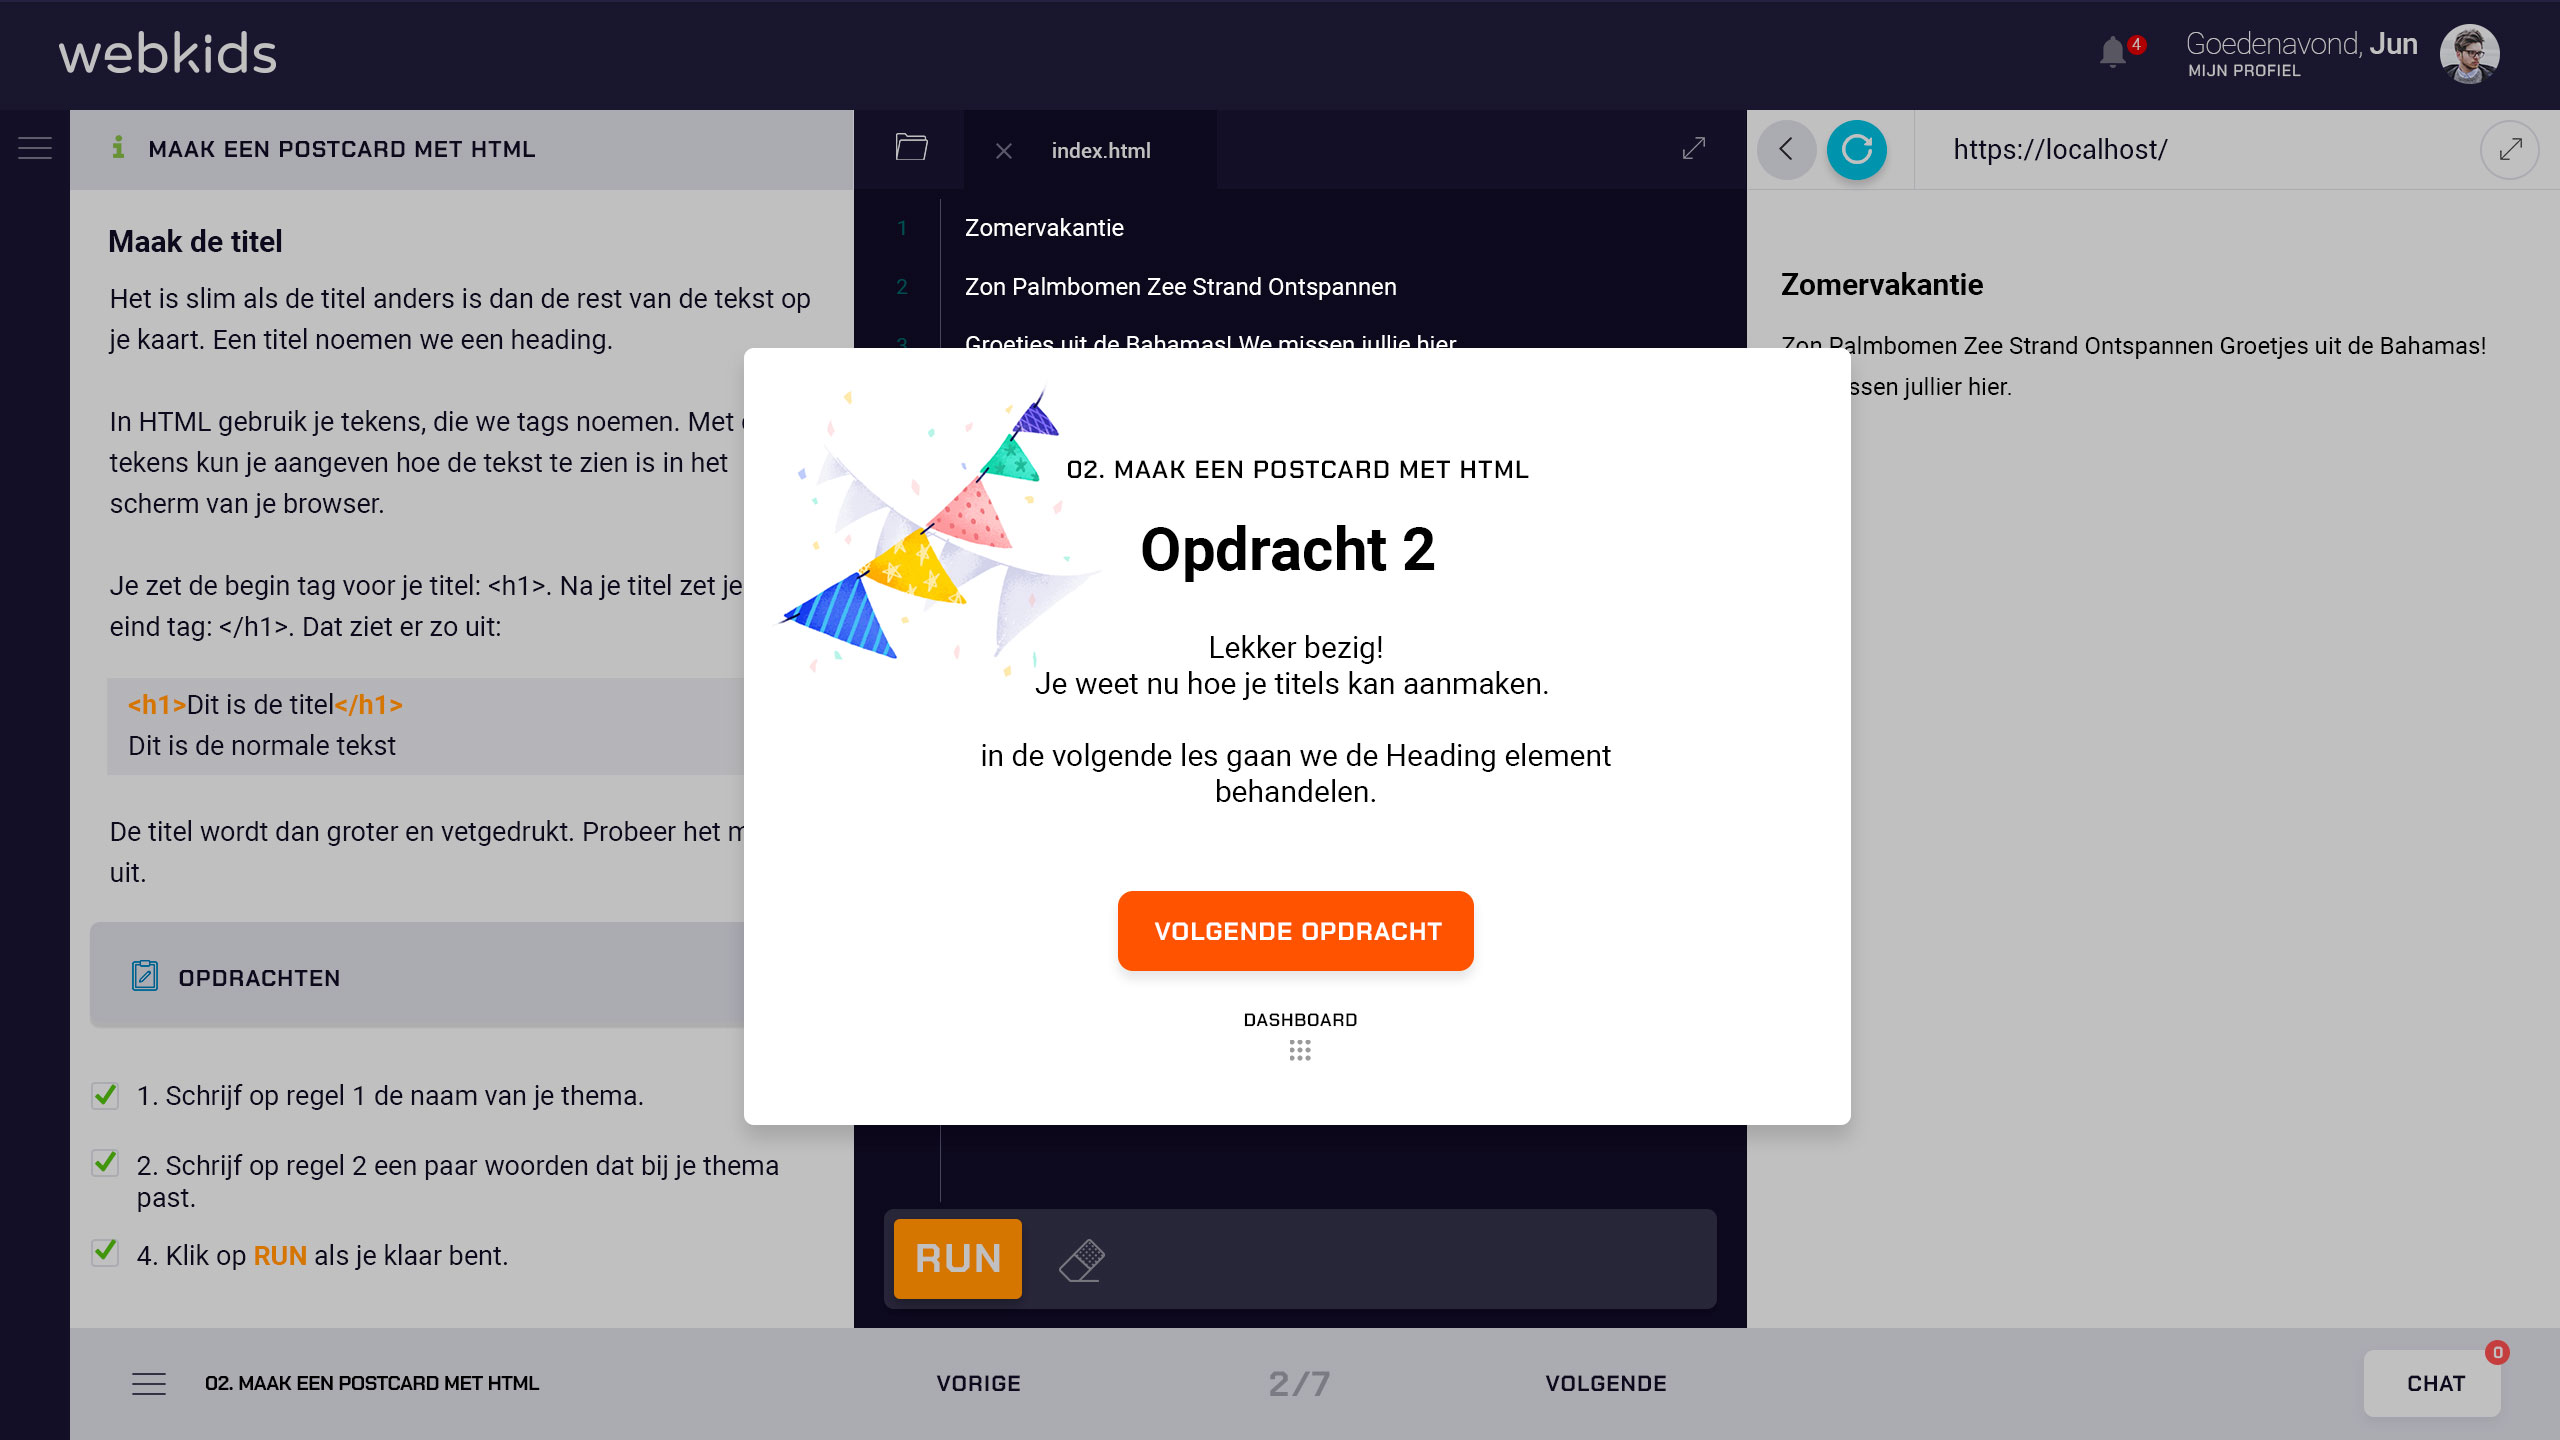 webkids
4
Goedenavond, Jun
MIJN PROFIEL
MAAK EEN POSTCARD MET HTML
Maak de titel
Het is slim als de titel anders is dan de rest van de tekst op
je kaart. Een titel noemen we een heading.
In HTML gebruik je tekens, die we tags noemen. Met
tekens kun je aangeven hoe de tekst te zien is in het
scherm van je browser.
Je zet de begin tag voor je titel: <h1>. Na je titel zet je
eind tag: </h1>. Dat ziet er zo uit:
<h1>Dit is de titel</h1>
Dit is de normale tekst
De titel wordt dan groter en vetgedrukt. Probeer het
uit.
OPDRACHTEN
1. Schrijf op regel 1 de naam van je thema.
2. Schrijf op regel 2 een paar woorden dat bij je thema
past.
4. Klik op RUN als je klaar bent.
index.html
1 Zomervakantie
2 Zon Palmbomen Zee Strand Ontspannen
3 Groetjes uit de Bahamas! We missen jullie hier
RUN
https://localhost/
Zomervakantie
Zon Palmbomen Zee Strand Ontspannen Groetjes uit de Bahamas!
jullier hier.
02. MAAK EEN POSTCARD MET HTML
Opdracht 2
Lekker bezig!
Je weet nu hoe je titels kan aanmaken.
in de volgende les gaan we de Heading element
behandelen.
VOLGENDE OPDRACHT
DASHBOARD
02. MAAK EEN POSTCARD MET HTML
VORIGE
2/7
VOLGENDE
CHAT
0